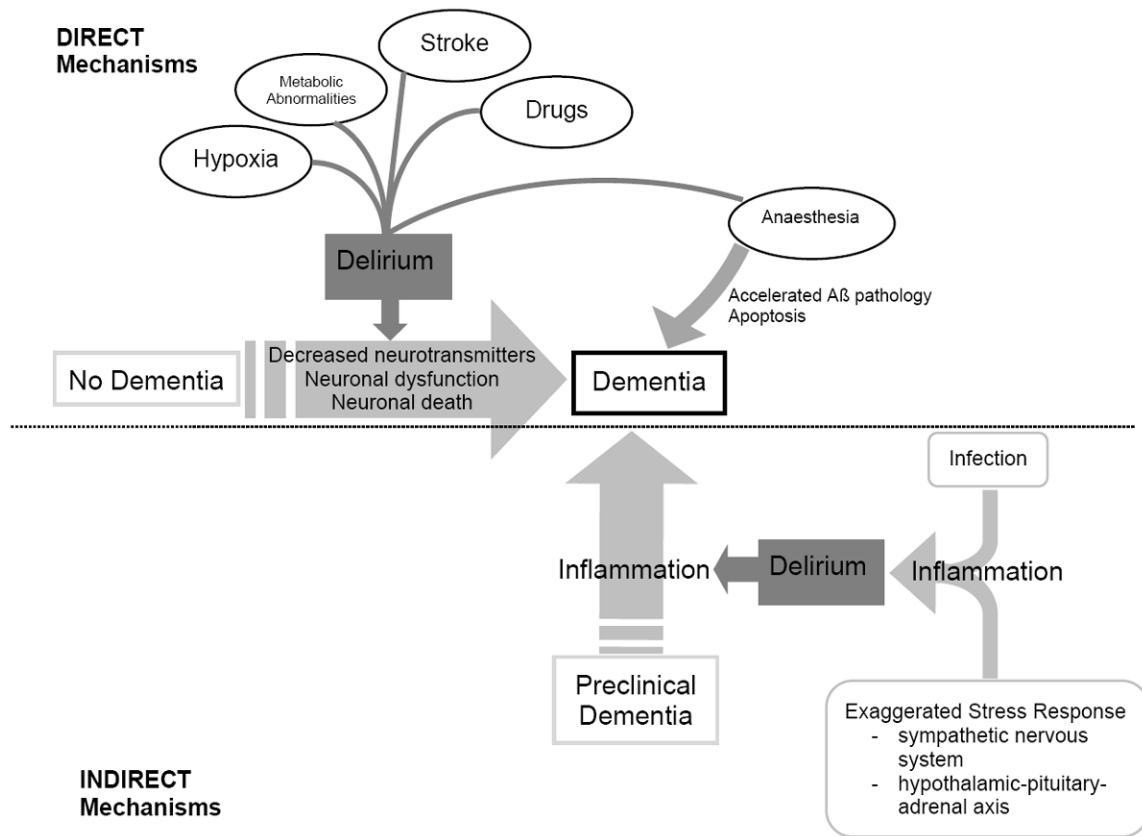 DIRECT
Mechanisms
Stroke
Metabolic
Abnormalities
Drugs
Hypoxia
Anaesthesia
Delirium
Accelerated Aß pathology
Apoptosis
No Dementia
Decreased neurotransmitters
Neuronal dysfunction
Neuronal death
Dementia
Infection
Inflammation
Delirium
Inflammation
Preclinical
Dementia
Exaggerated Stress Response
- sympathetic nervous
system
- hypothalamic-pituitary-
adrenal axis
INDIRECT
Mechanisms